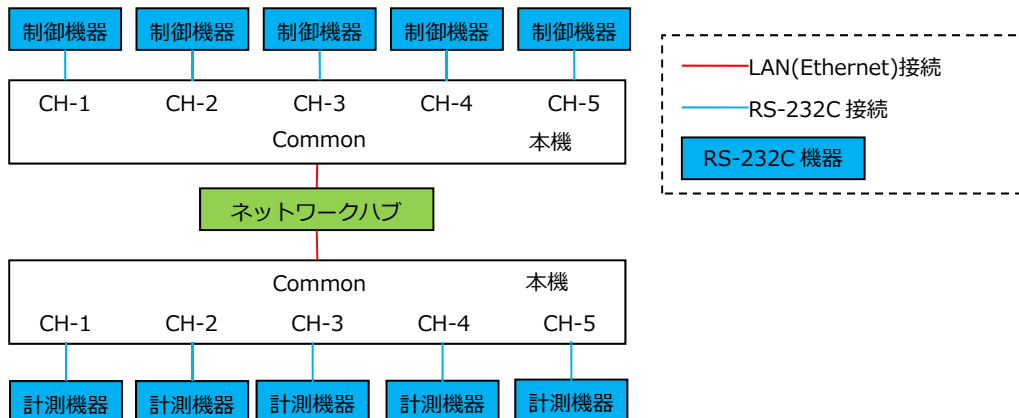 制御機器 制御機器 制御機器 制御機器 制御機器
CH-1 CH-2 CH-3 CH-4 CH-5
Common 本機
ネットワークハブ
Common 本機
CH-1 CH-2 CH-3 CH-4 CH-5
計測機器 計測機器 計測機器 計測機器 計測機器
LAN(Ethernet)接続
RS-232C 接続
RS-232C 機器